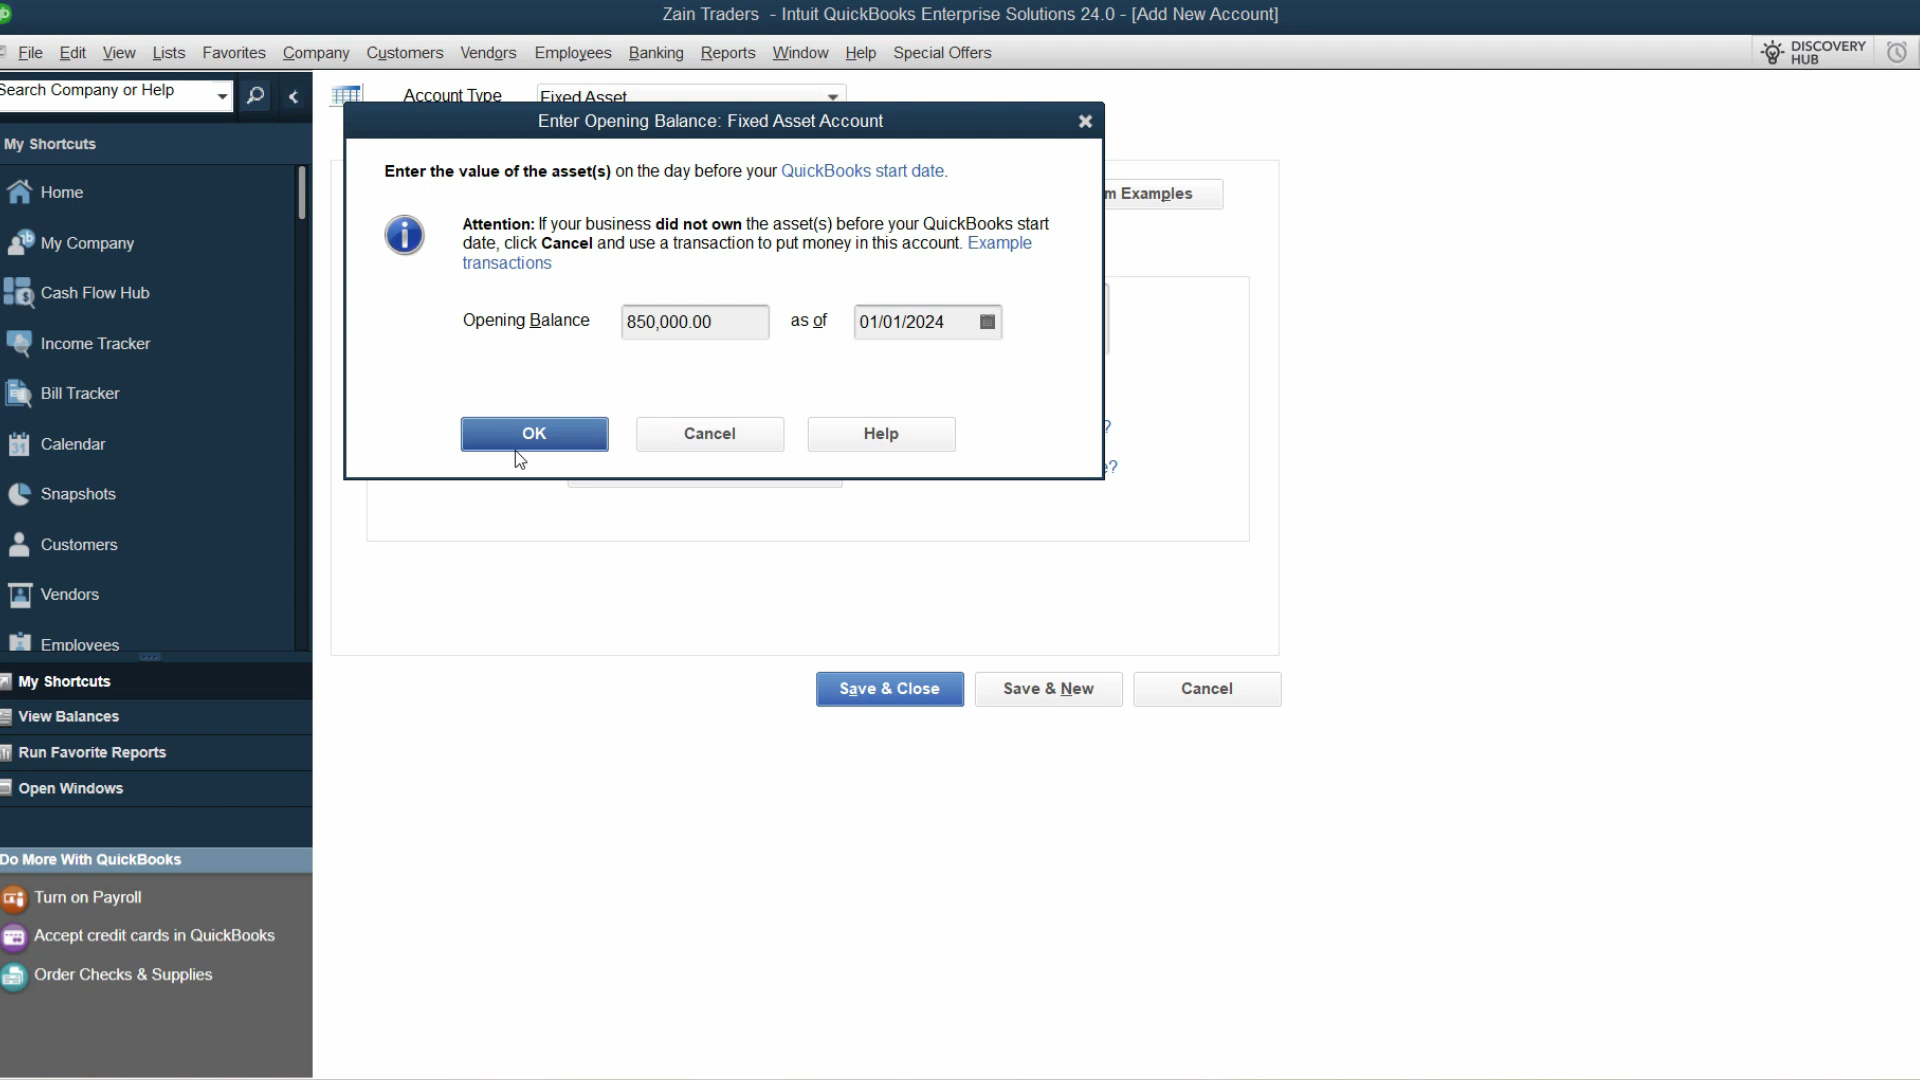 Zain Traders - Intuit QuickBooks Enterprise Solutions 24.0 - [Add New Account]
File Edit View Lists Favorites Company Customers Vendors Employees Banking Reports Window Help Special Offers
DISCOVERY
HUB
Search Company or Help
Account Type Fixed Asset
Enter Opening Balance: Fixed Asset Account
My Shortcuts
Enter the value of the asset(s) on the day before your QuickBooks start date.
Home
m Examples
Attention: If your business did not own the asset(s) before your QuickBooks start
date, click Cancel and use a transaction to put money in this account. Example
transactions
My Company
Cash Flow Hub
Opening Balance 850,000.00 as of 01/01/2024
Income Tracker
Bill Tracker
OK Cancel Help
?
Calendar
e?
Snapshots
Customers
Vendors
Employees
My Shortcuts
Save & Close Save & New Cancel
View Balances
Run Favorite Reports
Open Windows
Do More With QuickBooks
Turn on Payroll
Accept credit cards in QuickBooks
Order Checks & Supplies